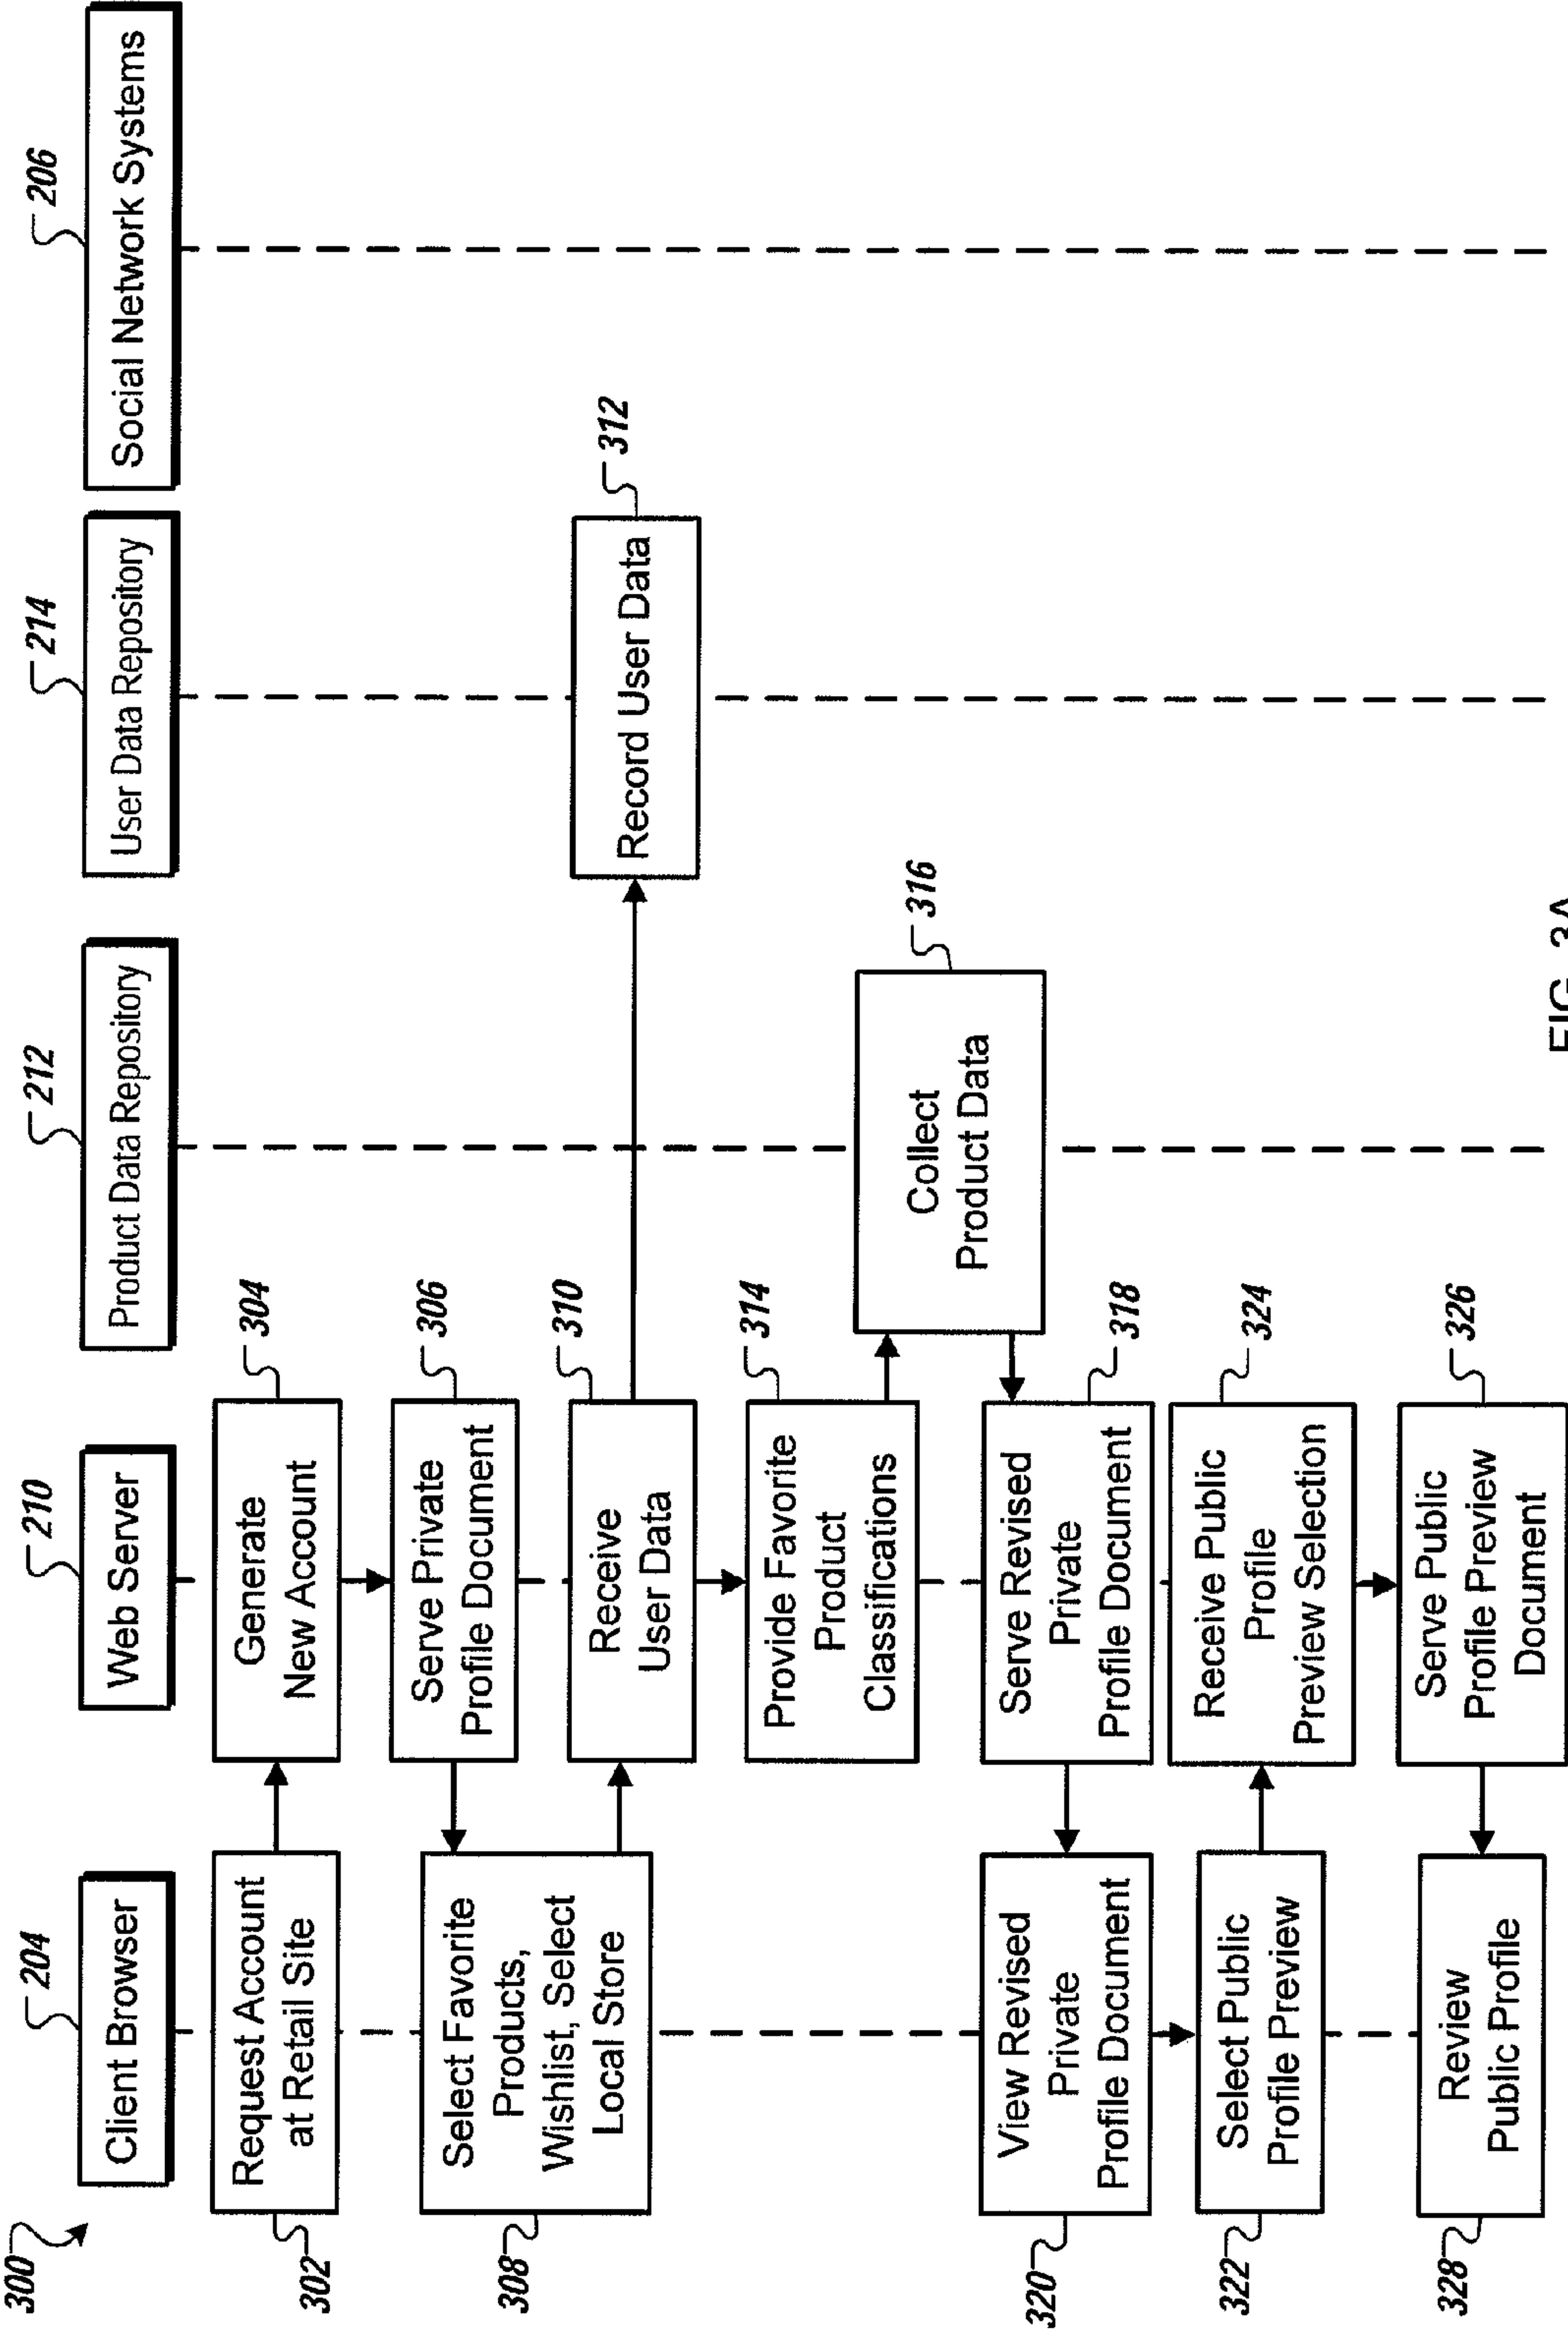 300
204
Client Browser
210
Web Server
212
Product Data Repository
214
User Data Repository
206
Social Network Systems
302
Request Account
at Retail Site
304
Generate
New Account
306
Serve Private
Profile Document
308
Select Favorite
Products,
Wishlist, Select
Local Store
310
Receive
User Data
312
Record User Data
314
Provide Favorite
Product
Classifications
316
Collect
Product Data
318
Serve Revised
Private
Profile Document
320
View Revised
Private
Profile Document
322
Select Public
Profile Preview
324
Receive Public
Profile
Preview Selection
326
Serve Public
Profile Preview
Document
328
Review
Public Profile
FIG. 3A